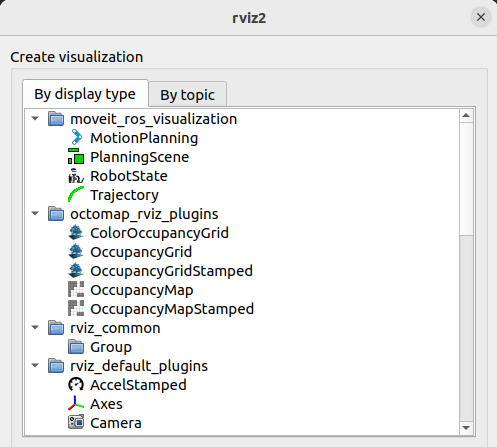 rviz2
Create visualization
By display type
By topic
moveit_ros_visualization
MotionPlanning
PlanningScene
RobotState
Trajectory
octomap_rviz_plugins
ColorOccupancyGrid
OccupancyGrid
OccupancyGridStamped
OccupancyMap
OccupancyMapStamped
rviz_common
Group
rviz_default_plugins
AccelStamped
Axes
Camera